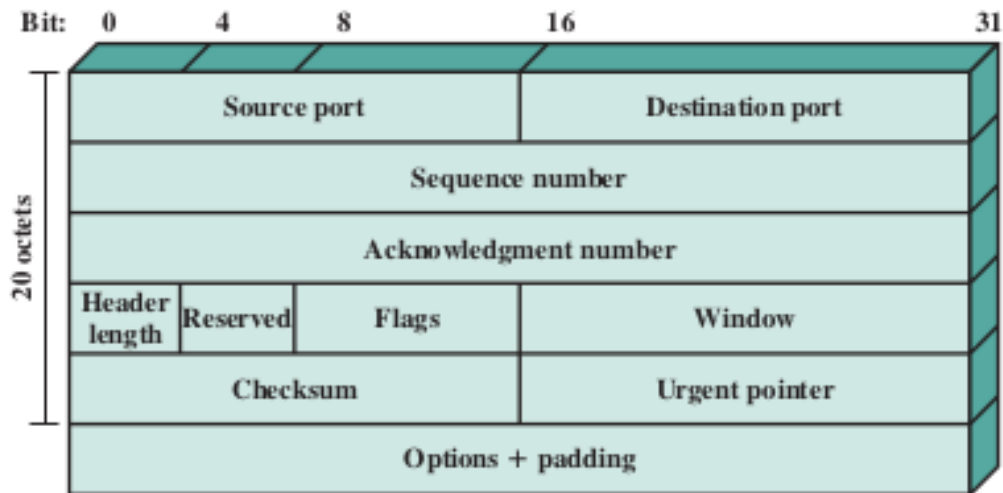 Bit: 0 4 8 16 31
Source port Destination port
Sequence number
Acknowledgment number
20 octets
Header length Reserved Flags Window
Checksum Urgent pointer
Options + padding